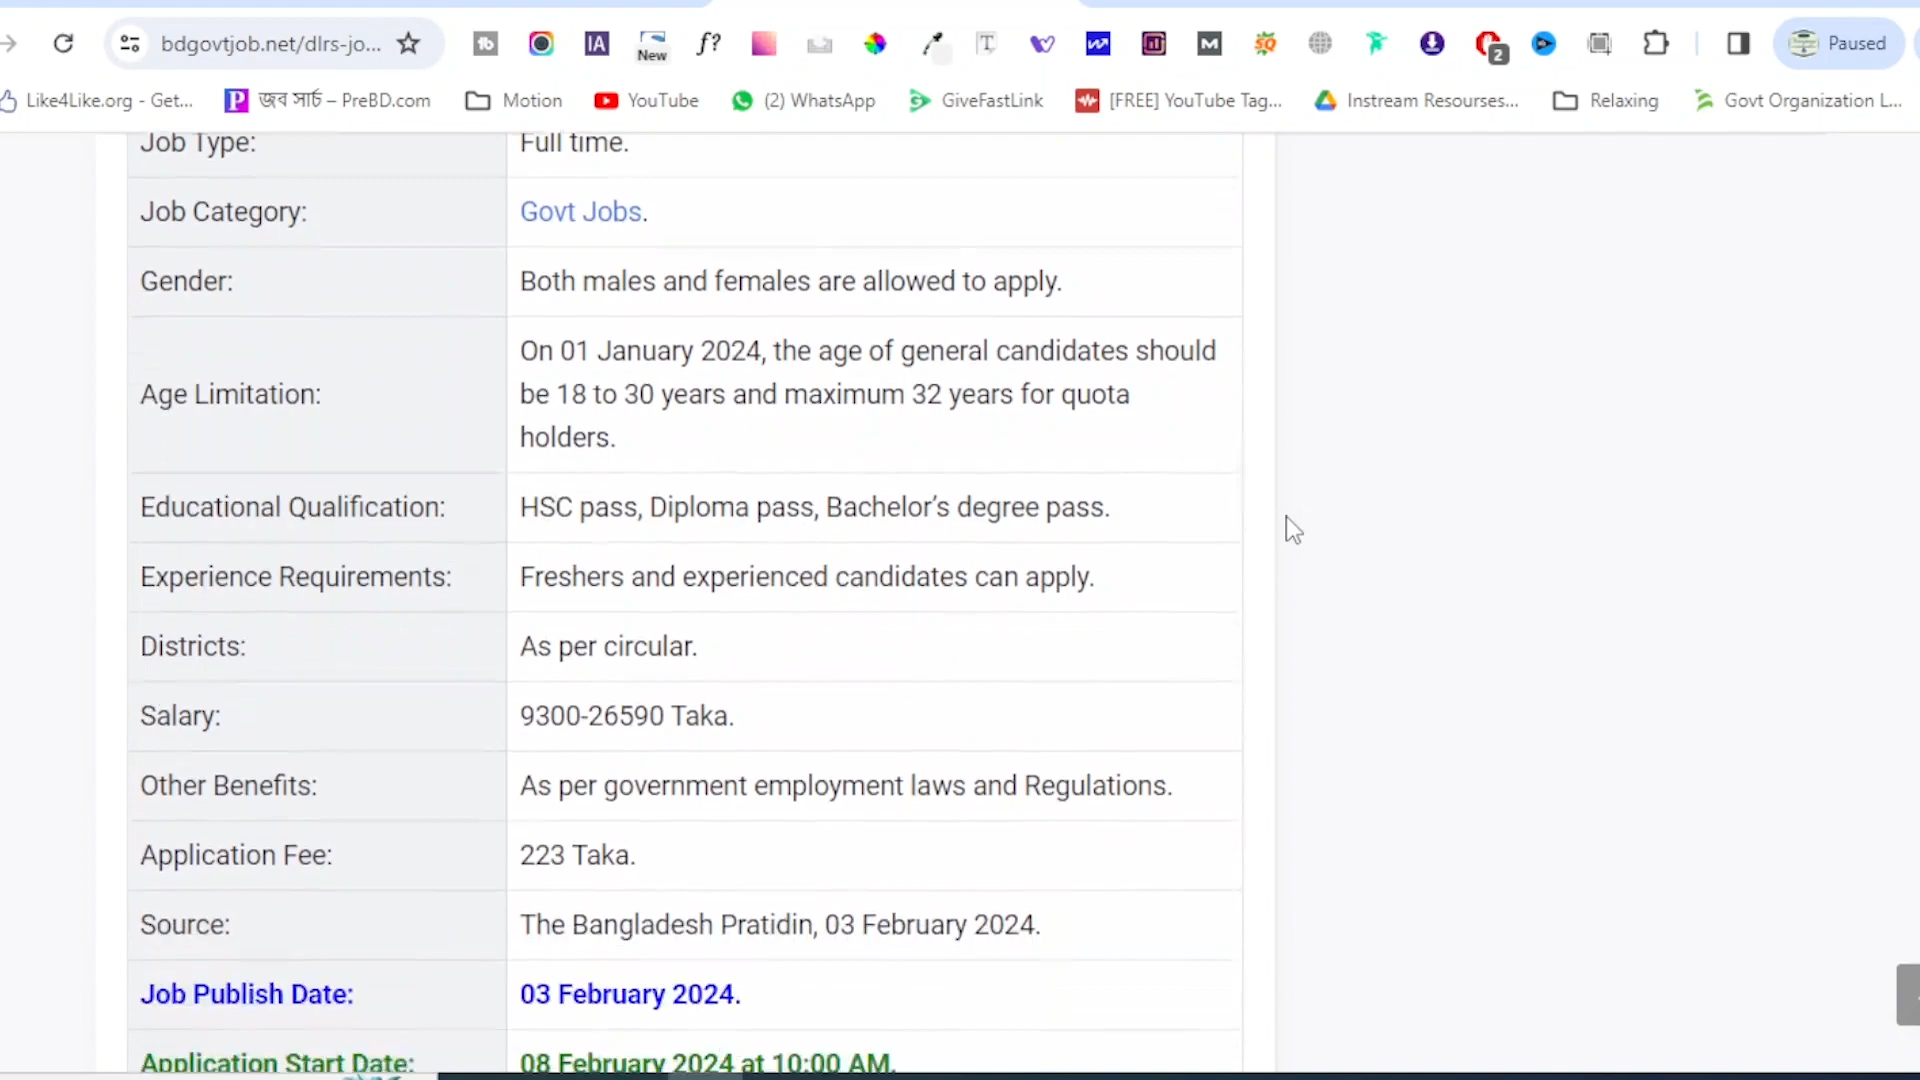 bdgovtjob.net/dlrs-jo...
IA
New
f?
T
M
SQ
2
Paused
Like4Like.org - Get...
P জব সার্চ – PreBD.com
Motion
YouTube
(2) WhatsApp
GiveFastLink
[FREE] YouTube Tag...
Instream Resourses...
Relaxing
Govt Organization L...
Job Type: Full time.
Job Category: Govt Jobs.
Gender: Both males and females are allowed to apply.
Age Limitation: On 01 January 2024, the age of general candidates should
be 18 to 30 years and maximum 32 years for quota
holders.
Educational Qualification: HSC pass, Diploma pass, Bachelor’s degree pass.
Experience Requirements: Freshers and experienced candidates can apply.
Districts: As per circular.
Salary: 9300-26590 Taka.
Other Benefits: As per government employment laws and Regulations.
Application Fee: 223 Taka.
Source: The Bangladesh Pratidin, 03 February 2024.
Job Publish Date: 03 February 2024.
Application Start Date: 08 February 2024 at 10:00 AM.